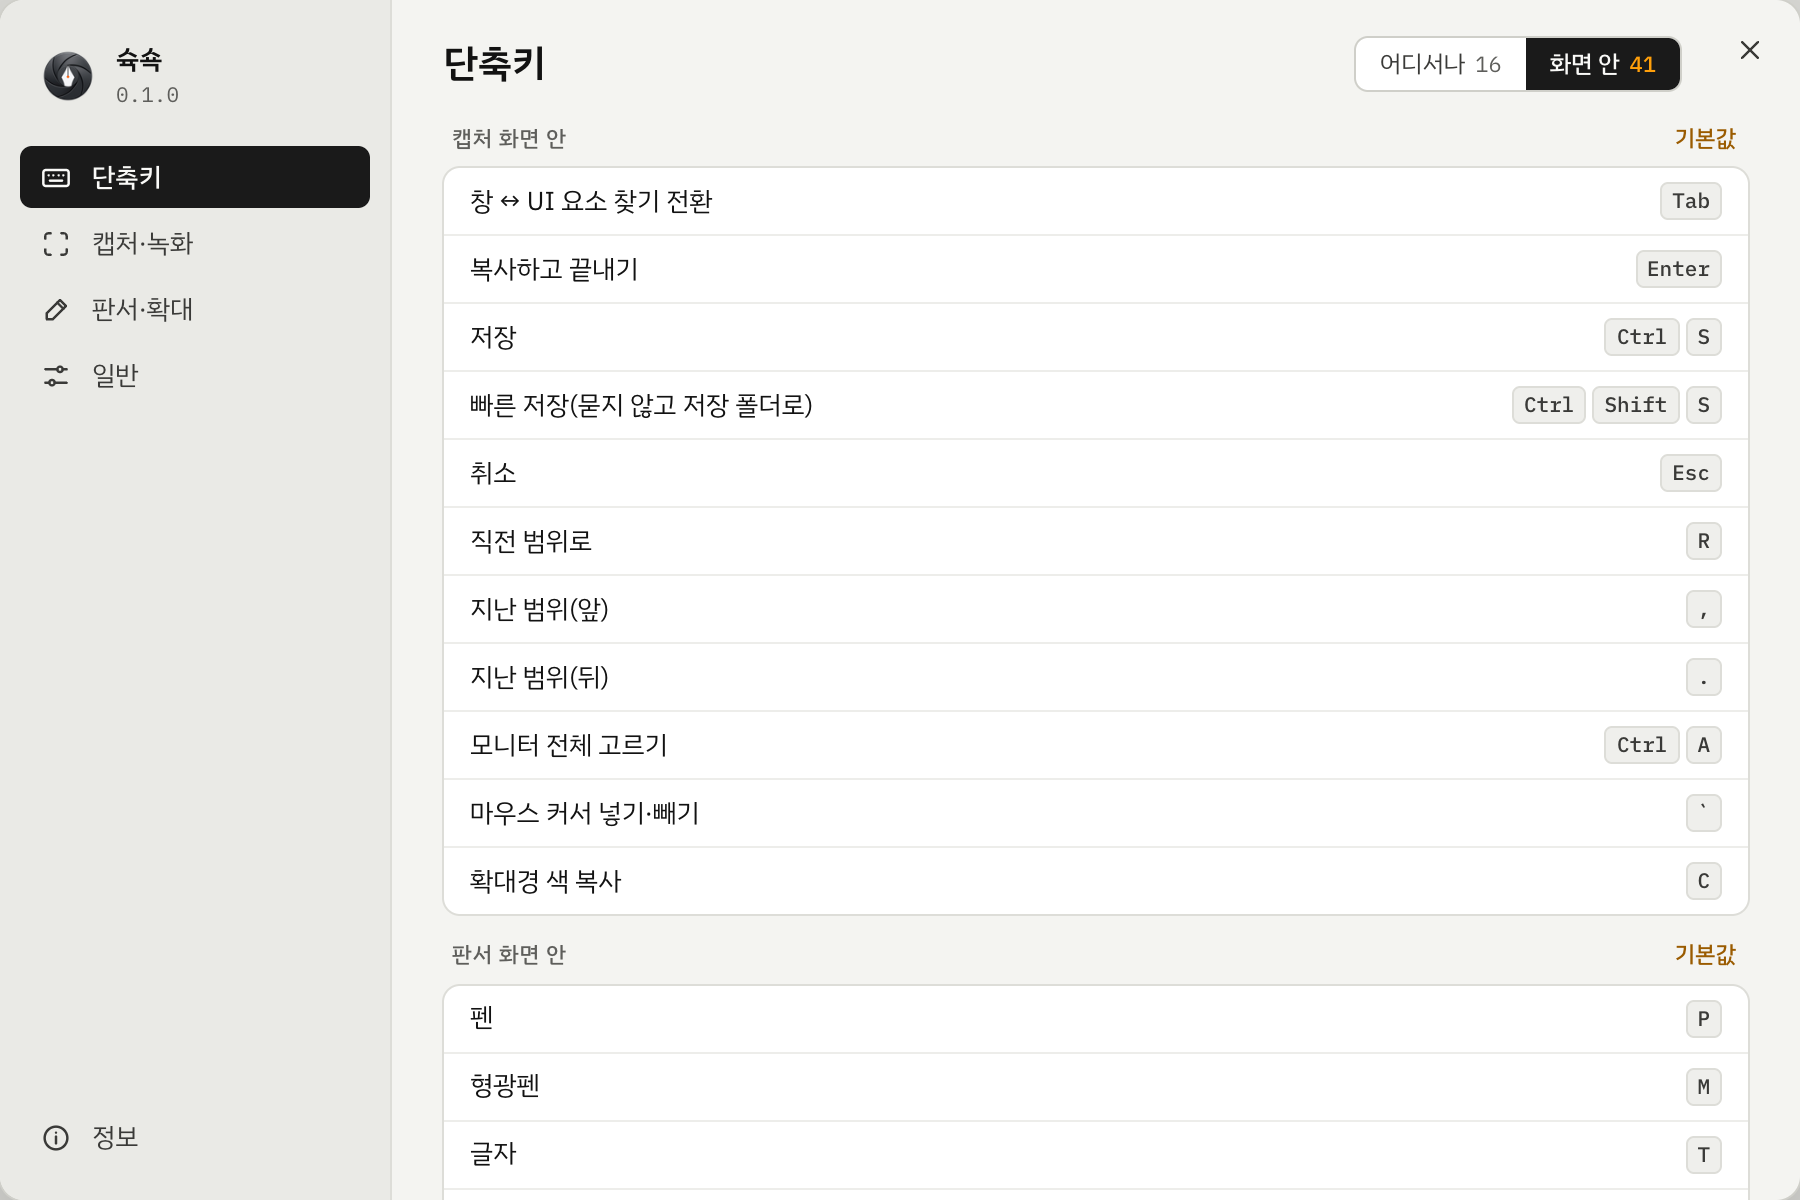 슉쇽
0.1.0
단축키
캡처·녹화
판서·확대
일반
정보
단축키
어디서나 16
화면 안 41
캡처 화면 안
기본값
창 ↔ UI 요소 찾기 전환
Tab
복사하고 끝내기
Enter
저장
Ctrl S
빠른 저장(묻지 않고 저장 폴더로)
Ctrl Shift S
취소
Esc
직전 범위로
R
지난 범위(앞)
,
지난 범위(뒤)
.
모니터 전체 고르기
Ctrl A
마우스 커서 넣기·빼기
`
확대경 색 복사
C
판서 화면 안
기본값
펜
P
형광펜
M
글자
T